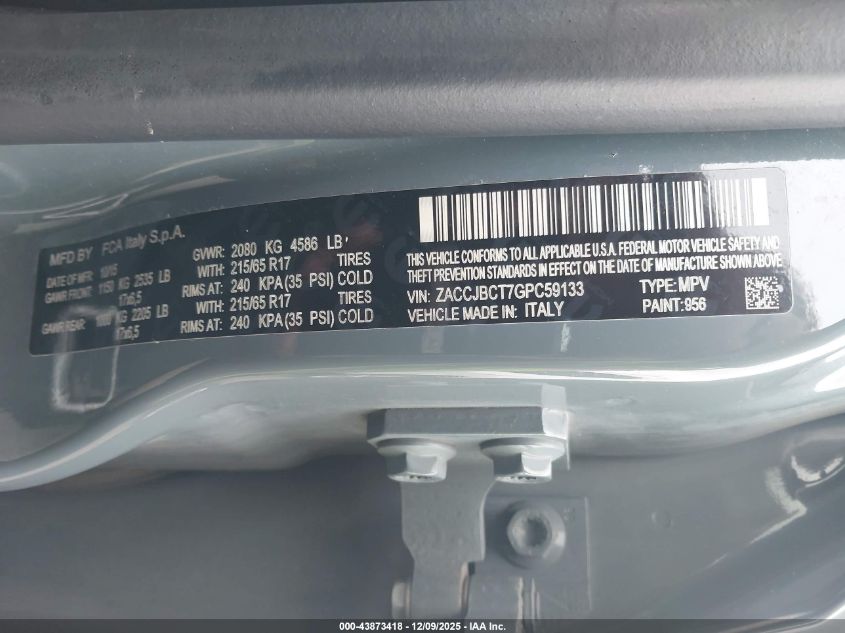 MFD BY FCA Italy S.p.A.
DATE OF MFR 10/15 GVWR: 2080 KG 4586 LB
GAWR FRONT: 1150 KG 2535 LB WITH: 215/65 R17 TIRES
17x6,5 RIMS AT: 240 KPA (35 PSI) COLD
GAWR REAR: 1000 KG 2205 LB WITH: 215/65 R17 TIRES
17x6,5 RIMS AT: 240 KPA (35 PSI) COLD
THIS VEHICLE CONFORMS TO ALL APPLICABLE U.S.A. FEDERAL MOTOR VEHICLE SAFETY AND
THEFT PREVENTION STANDARDS IN EFFECT ON THE DATE OF MANUFACTURE SHOWN ABOVE.
VIN: ZACCJBCT7GPC59133 TYPE: MPV
VEHICLE MADE IN: ITALY PAINT: 956
000-43873418 - 12/09/2025 - IAA Inc.